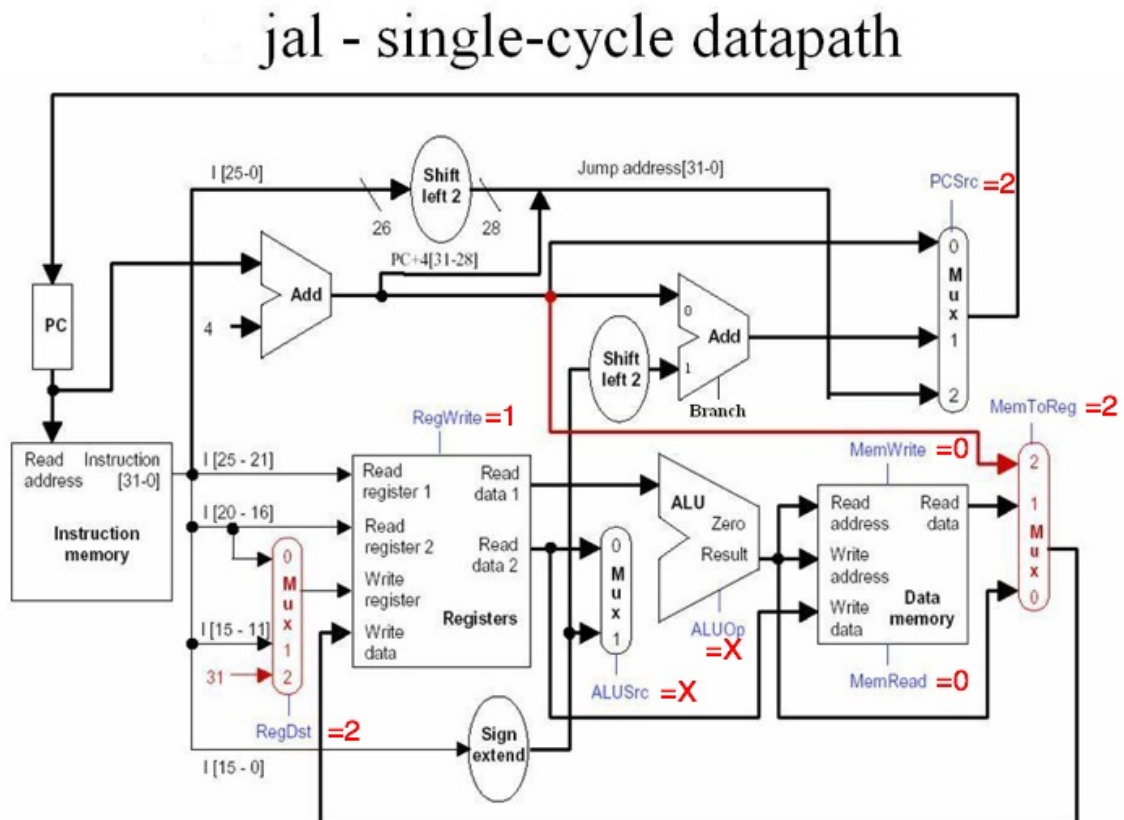 jal - single-cycle datapath
I [25-0]
Shift
left 2
26
28
Jump address[31-0]
PCSrc =2
PC+4[31-28]
Add
4
PC
0
M
u
x
1
2
0
Add
1
Shift
left 2
Branch
MemToReg =2
RegWrite =1
MemWrite =0
Read
address
Instruction
[31-0]
Instruction
memory
I [25 - 21]
I [20 - 16]
I [15 - 11]
31
0
M
u
x
1
2
RegDst =2
I [15 - 0]
Read
register 1
Read
register 2
Write
register
Write
data
Read
data 1
Read
data 2
Registers
Sign
extend
0
M
u
x
1
ALUSrc =X
ALU
Zero
Result
ALUOp
=X
Read
address
Write
address
Write
data
Read
data
Data
memory
MemRead =0
2
1
M
u
x
0